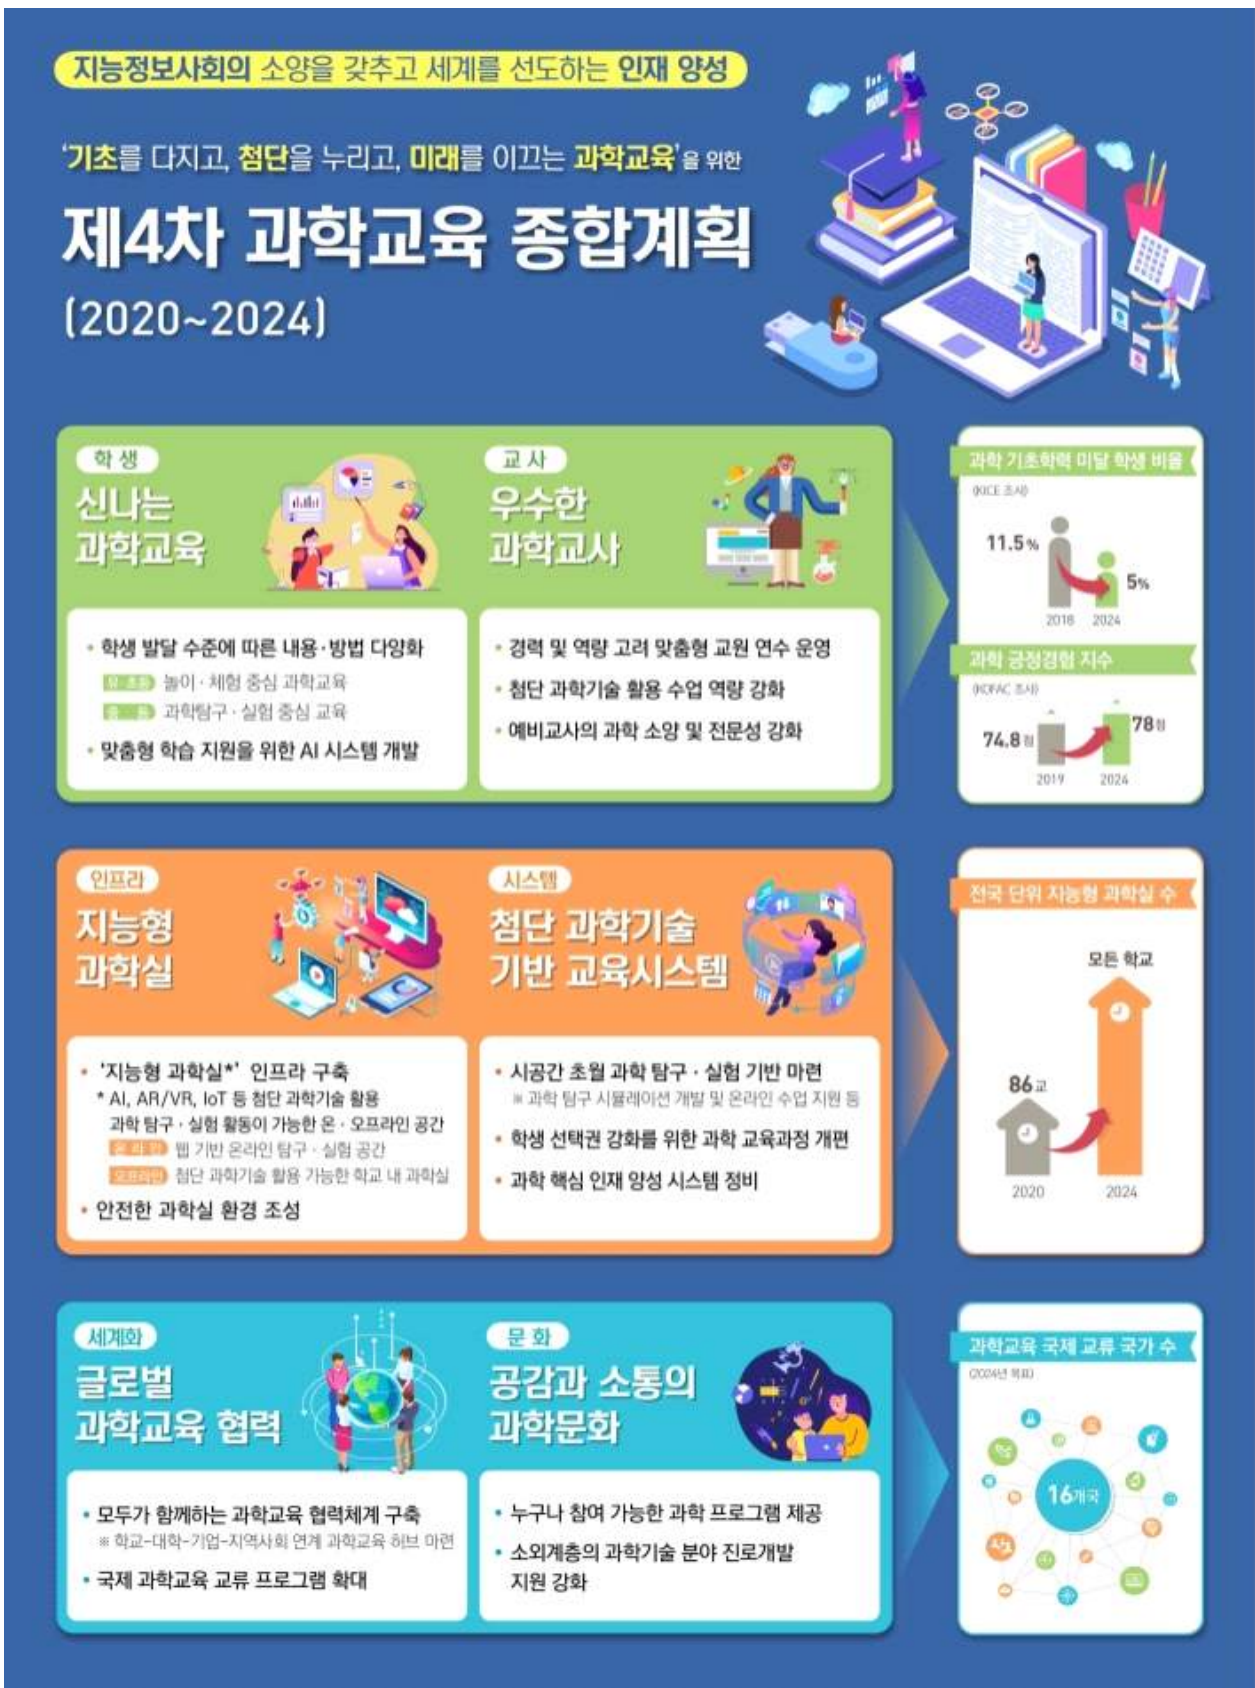 지능정보사회의 소양을 갖추고 세계를 선도하는 인재 양성
'기초를 다지고, 첨단을 누리고, 미래를 이끄는 과학교육'을 위한
제4차 과학교육 종합계획
(2020~2024)
학생
신나는
과학교육
• 학생 발달 수준에 따른 내용·방법 다양화
놀이·체험 중심 과학교육
과학탐구·실험 중심 교육
• 맞춤형 학습 지원을 위한 AI 시스템 개발
교사
우수한
과학교사
• 경력 및 역량 고려 맞춤형 교원 연수 운영
• 첨단 과학기술 활용 수업 역량 강화
• 예비교사의 과학 소양 및 전문성 강화
과학 기초학력 미달 학생 비율
(KICE 조사)
11.5%
5%
2018 2024
과학 긍정경험 지수
(KOFAC 조사)
74.8점
78점
2019 2024
인프라
지능형
과학실
• '지능형 과학실*' 인프라 구축
* AI, AR/VR, IoT 등 첨단 과학기술 활용
과학 탐구·실험 활동이 가능한 온·오프라인 공간
온라인 웹 기반 온라인 탐구·실험 공간
오프라인 첨단 과학기술 활용 가능한 학교 내 과학실
• 안전한 과학실 환경 조성
시스템
첨단 과학기술
기반 교육시스템
• 시공간 초월 과학 탐구·실험 기반 마련
※ 과학 탐구 시뮬레이션 개발 및 온라인 수업 지원 등
• 학생 선택권 강화를 위한 과학 교육과정 개편
• 과학 핵심 인재 양성 시스템 정비
전국 단위 지능형 과학실 수
모든 학교
86교
2020 2024
세계화
글로벌
과학교육 협력
• 모두가 함께하는 과학교육 협력체계 구축
※ 학교-대학-기업-지역사회 연계 과학교육 허브 마련
• 국제 과학교육 교류 프로그램 확대
문화
공감과 소통의
과학문화
• 누구나 참여 가능한 과학 프로그램 제공
• 소외계층의 과학기술 분야 진로개발
지원 강화
과학교육 국제 교류 국가 수
(2024년 목표)
16개국